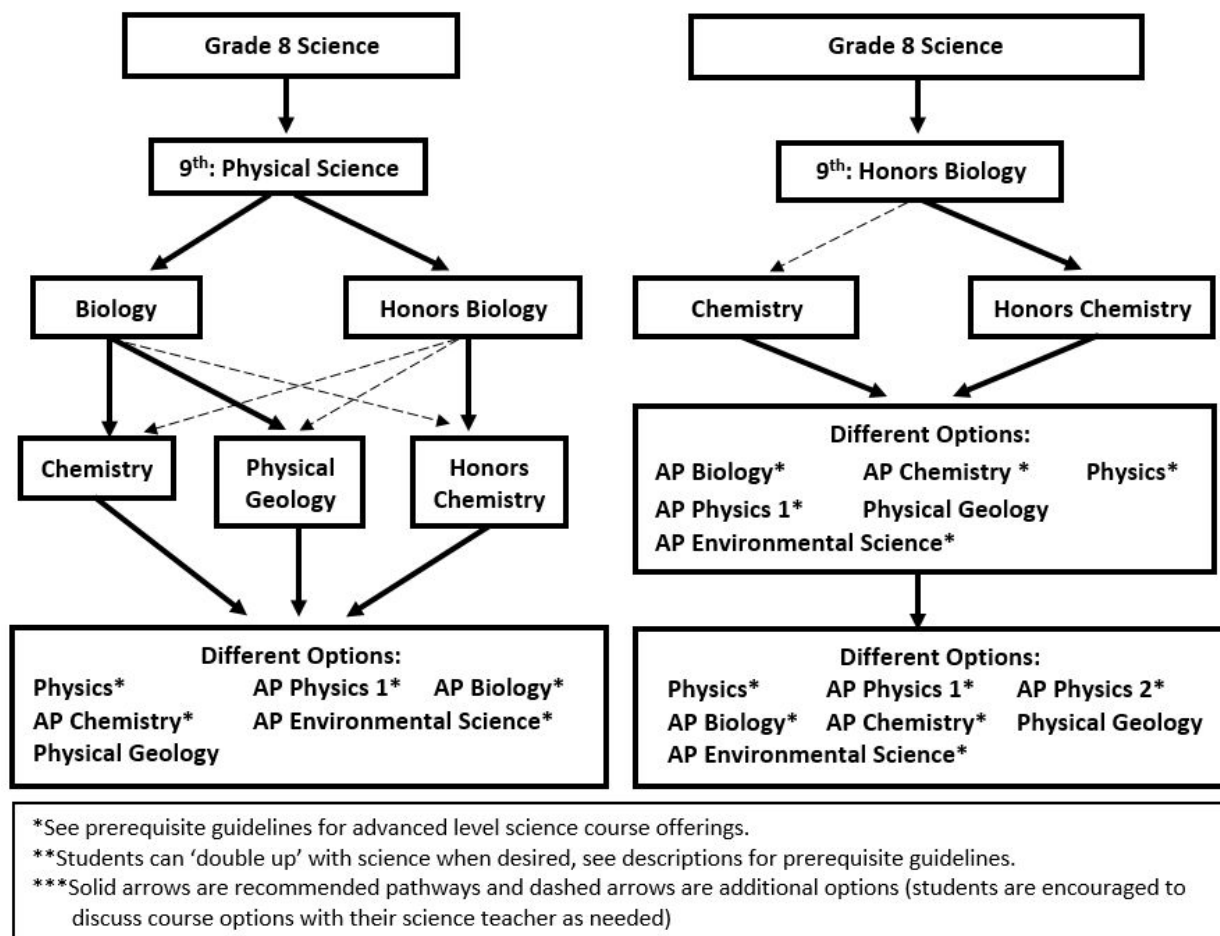 Grade 8 Science
9th: Physical Science
Biology
Honors Biology
Chemistry
Physical
Geology
Honors
Chemistry
Different Options:
Physics* AP Physics 1* AP Biology*
AP Chemistry* AP Environmental Science*
Physical Geology
Grade 8 Science
9th: Honors Biology
Chemistry
Honors Chemistry
Different Options:
AP Biology* AP Chemistry * Physics*
AP Physics 1* Physical Geology
AP Environmental Science*
Different Options:
Physics* AP Physics 1* AP Physics 2*
AP Biology* AP Chemistry* Physical Geology
AP Environmental Science*
*See prerequisite guidelines for advanced level science course offerings.
**Students can ‘double up’ with science when desired, see descriptions for prerequisite guidelines.
***Solid arrows are recommended pathways and dashed arrows are additional options (students are encouraged to
discuss course options with their science teacher as needed)